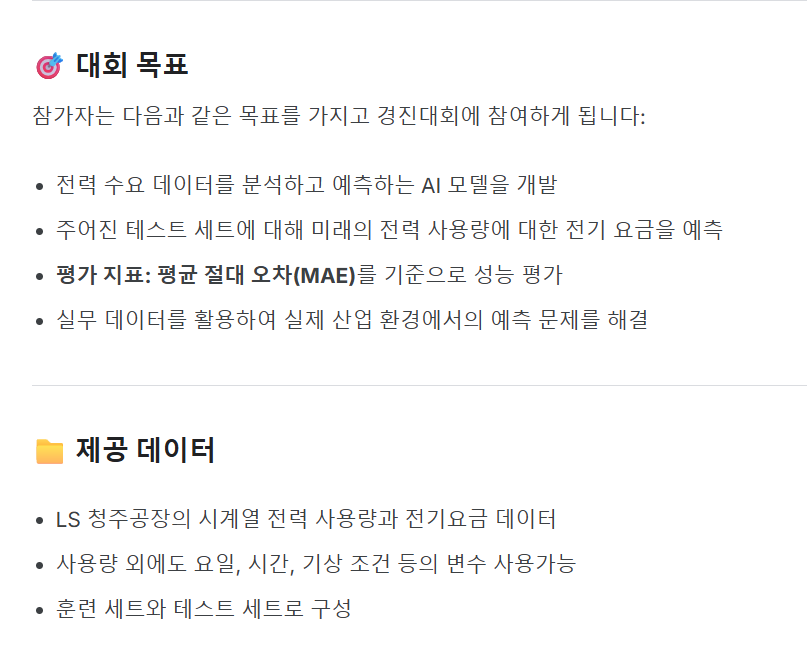 🎯 대회 목표
참가자는 다음과 같은 목표를 가지고 경진대회에 참여하게 됩니다:
• 전력 수요 데이터를 분석하고 예측하는 AI 모델을 개발
• 주어진 테스트 세트에 대해 미래의 전력 사용량에 대한 전기 요금을 예측
• 평가 지표: 평균 절대 오차(MAE)를 기준으로 성능 평가
• 실무 데이터를 활용하여 실제 산업 환경에서의 예측 문제를 해결
📁 제공 데이터
• LS 청주공장의 시계열 전력 사용량과 전기요금 데이터
• 사용량 외에도 요일, 시간, 기상 조건 등의 변수 사용가능
• 훈련 세트와 테스트 세트로 구성